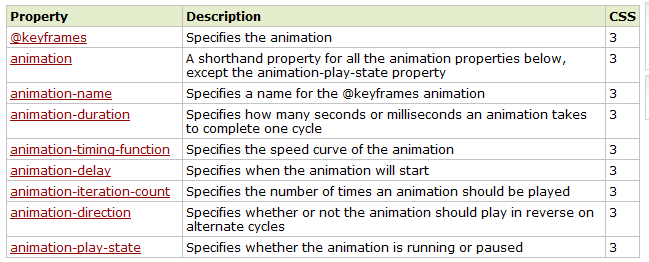 Property Description CSS
@keyframes Specifies the animation 3
animation A shorthand property for all the animation properties below, 3
except the animation-play-state property
animation-name Specifies a name for the @keyframes animation 3
animation-duration Specifies how many seconds or milliseconds an animation takes 3
to complete one cycle
animation-timing-function Specifies the speed curve of the animation 3
animation-delay Specifies when the animation will start 3
animation-iteration-count Specifies the number of times an animation should be played 3
animation-direction Specifies whether or not the animation should play in reverse on 3
alternate cycles
animation-play-state Specifies whether the animation is running or paused 3